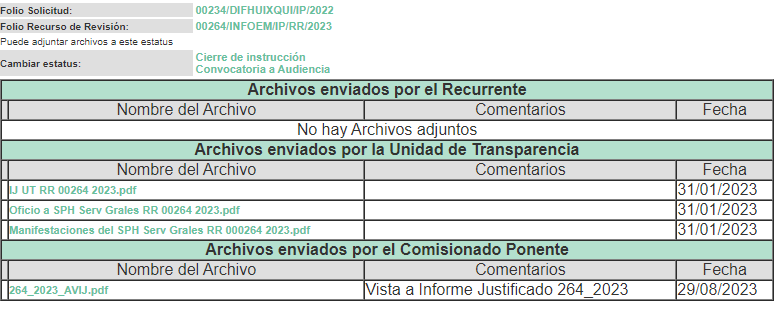 Folio Solicitud: 00234/DIFHUIXQUI/IP/2022
Folio Recurso de Revisión: 00264/INFOEM/IP/RR/2023
Puede adjuntar archivos a este estatus
Cambiar estatus: Cierre de instrucción
Convocatoria a Audiencia
Archivos enviados por el Recurrente
Nombre del Archivo Comentarios Fecha
No hay Archivos adjuntos
Archivos enviados por la Unidad de Transparencia
Nombre del Archivo Comentarios Fecha
IJ UT RR 00264 2023.pdf 31/01/2023
Oficio a SPH Serv Grales RR 00264 2023.pdf 31/01/2023
Manifestaciones del SPH Serv Grales RR 000264 2023.pdf 31/01/2023
Archivos enviados por el Comisionado Ponente
Nombre del Archivo Comentarios Fecha
264_2023_AVIJ.pdf Vista a Informe Justificado 264_2023 29/08/2023